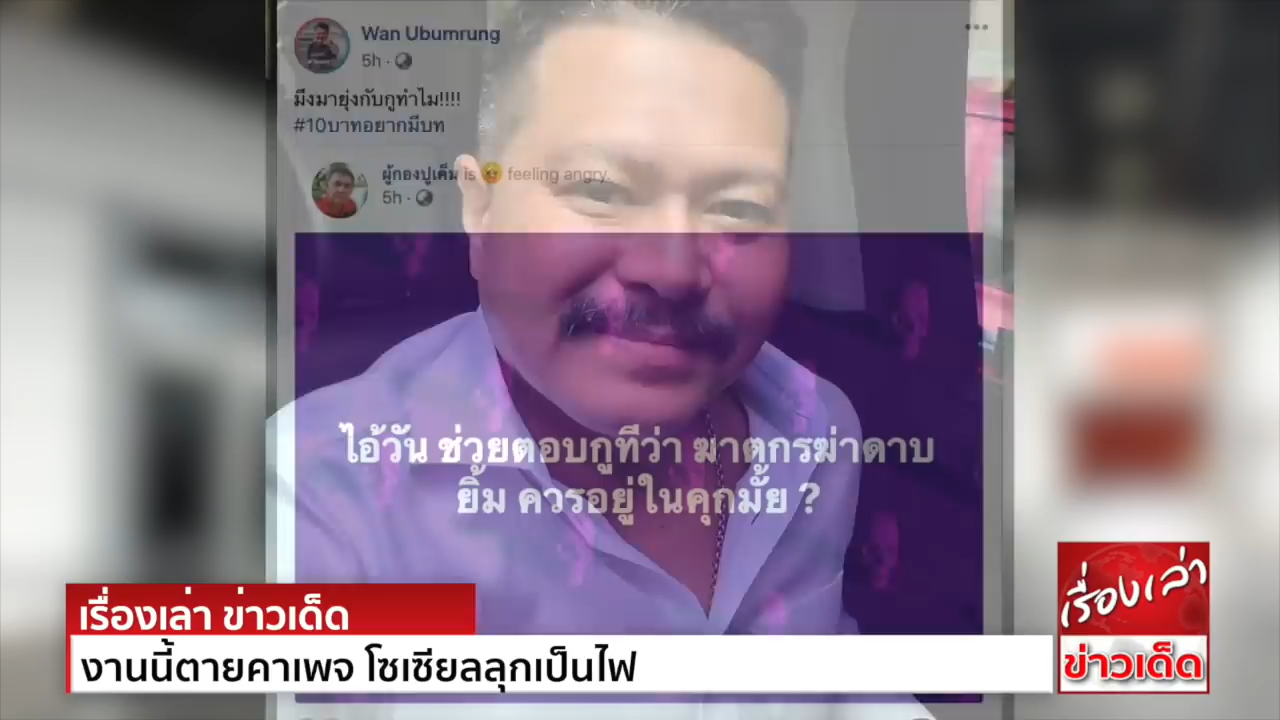 Wan Ubumrung
5h
มึงมายุ่งกับกูทำไม!!!!
#10บาทอยากมีบท
ผู้กองปูเค็ม is feeling angry.
5h
ไอ้วัน ช่วยตอบกูทีว่า ฆาตกรฆ่าดาบ
ยิ้ม ควรอยู่ในคุกมั้ย ?
เรื่องเล่า ข่าวเด็ด
งานนี้ตายคาเพจ โซเซียลลุกเป็นไฟ
เรื่องเล่า
ข่าวเด็ด